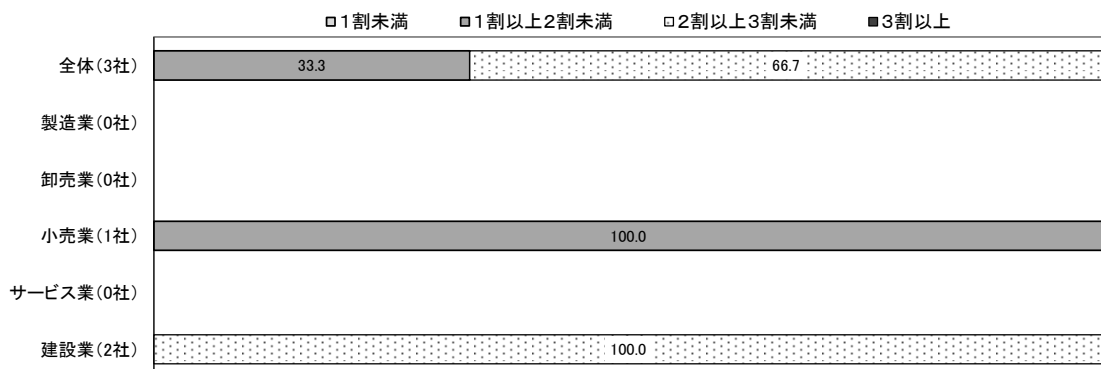 □1割未満 ■1割以上2割未満 □2割以上3割未満 ■3割以上
全体(3社) 33.3 66.7
製造業(0社)
卸売業(0社)
小売業(1社) 100.0
サービス業(0社)
建設業(2社) 100.0